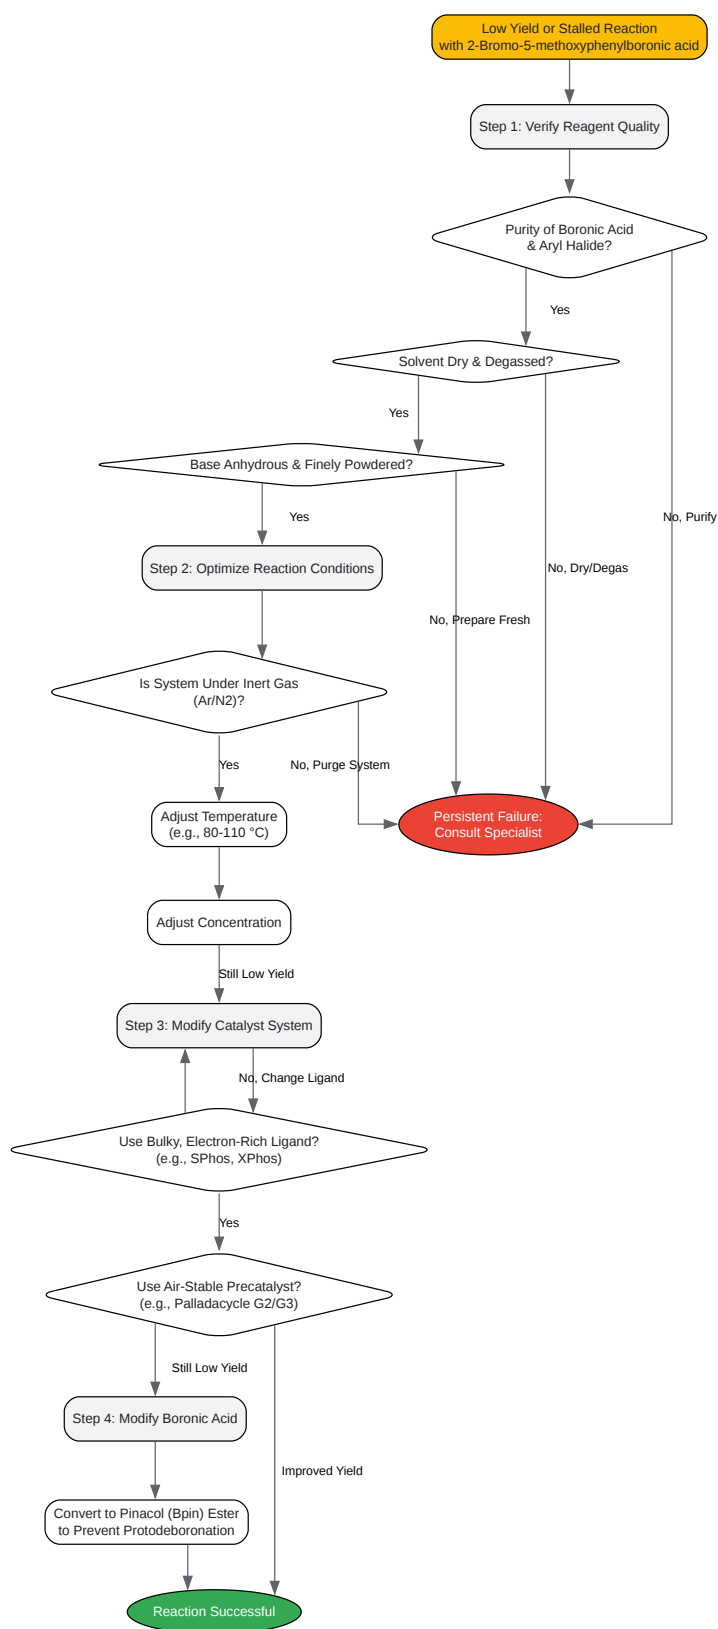 Low Yield or Stalled Reaction
with 2-Bromo-5-methoxyphenylboronic acid
Step 1: Verify Reagent Quality
Purity of Boronic Acid
& Aryl Halide?
Yes
Solvent Dry & Degassed?
Yes
Base Anhydrous & Finely Powdered?
Yes
No, Purify
Step 2: Optimize Reaction Conditions
No, Dry/Degas
No, Prepare Fresh
Is System Under Inert Gas
(Ar/N2)?
Yes
No, Purge System
Adjust Temperature
(e.g., 80-110 °C)
Persistent Failure:
Consult Specialist
Adjust Concentration
Still Low Yield
Step 3: Modify Catalyst System
No, Change Ligand
Use Bulky, Electron-Rich Ligand?
(e.g., SPhos, XPhos)
Yes
Use Air-Stable Precatalyst?
(e.g., Palladacycle G2/G3)
Still Low Yield
Step 4: Modify Boronic Acid
Improved Yield
Convert to Pinacol (Bpin) Ester
to Prevent Protodeboronation
Reaction Successful